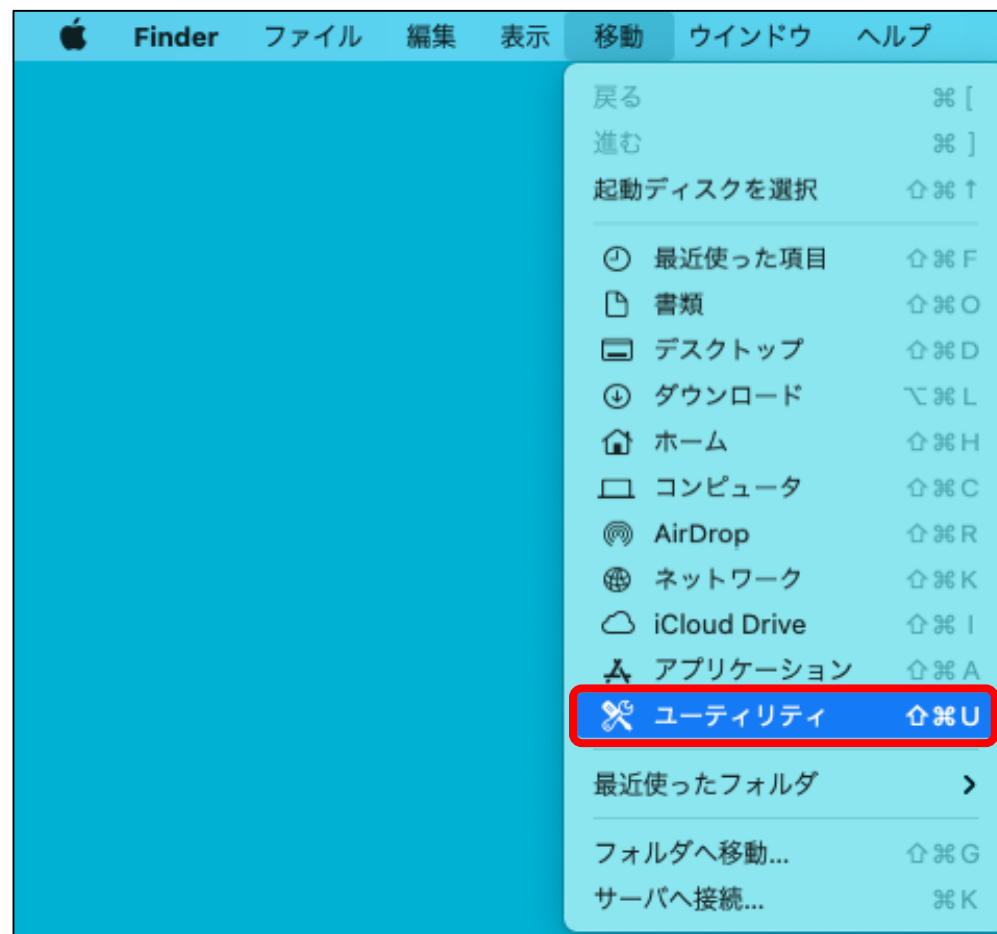 Finder ファイル 編集 表示 移動 ウインドウ ヘルプ
戻る ⌘ [
進む ⌘ ]
起動ディスクを選択 ⇧⌘↑
最近使った項目 ⇧⌘F
書類 ⇧⌘O
デスクトップ ⇧⌘D
ダウンロード ⌥⌘L
ホーム ⇧⌘H
コンピュータ ⇧⌘C
AirDrop ⇧⌘R
ネットワーク ⇧⌘K
iCloud Drive ⇧⌘I
アプリケーション ⇧⌘A
ユーティリティ ⇧⌘U
最近使ったフォルダ
フォルダへ移動... ⇧⌘G
サーバへ接続... ⌘K